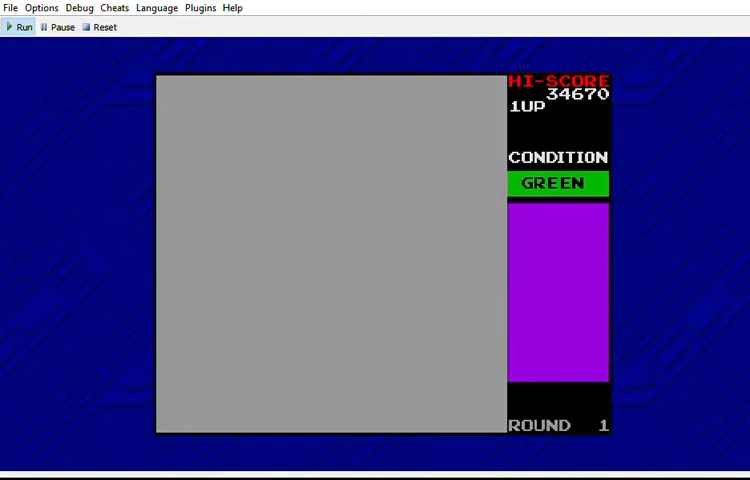 File Options Debug Cheats Language Plugins Help
Run Pause Reset
HI-SCORE
34670
1UP
CONDITION
GREEN
ROUND 1